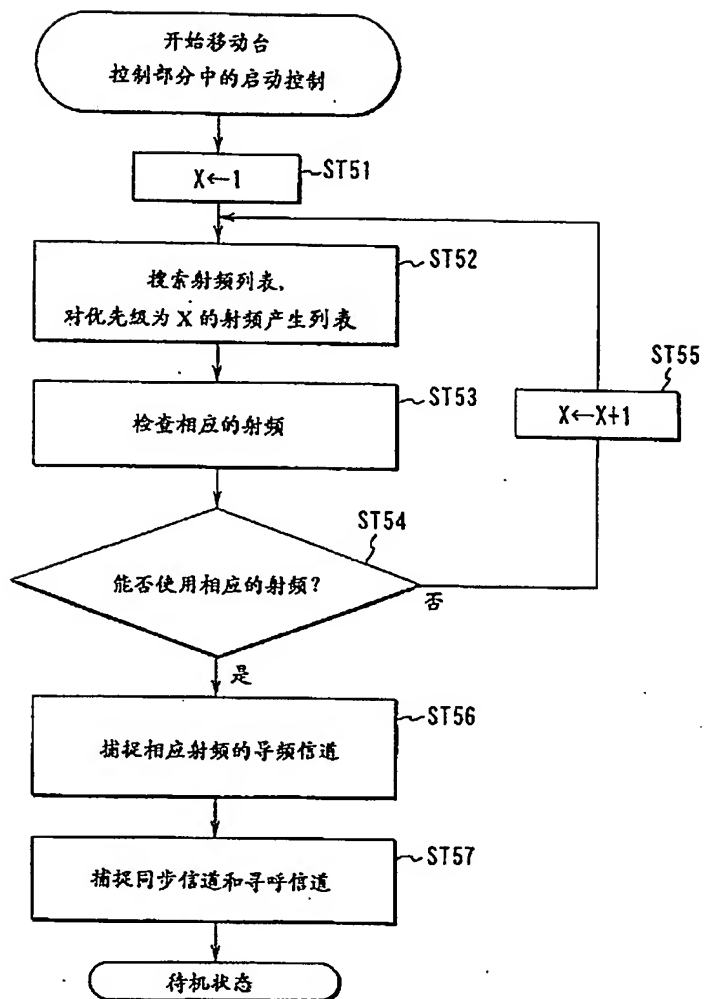 开始移动台
控制部分中的启动控制
X←1
ST51
搜索射频列表,
对优先级为 X 的射频产生列表
ST52
检查相应的射频
ST53
X←X+1
ST55
能否使用相应的射频?
ST54
否
是
捕捉相应射频的导频信道
ST56
捕捉同步信道和寻呼信道
ST57
待机状态